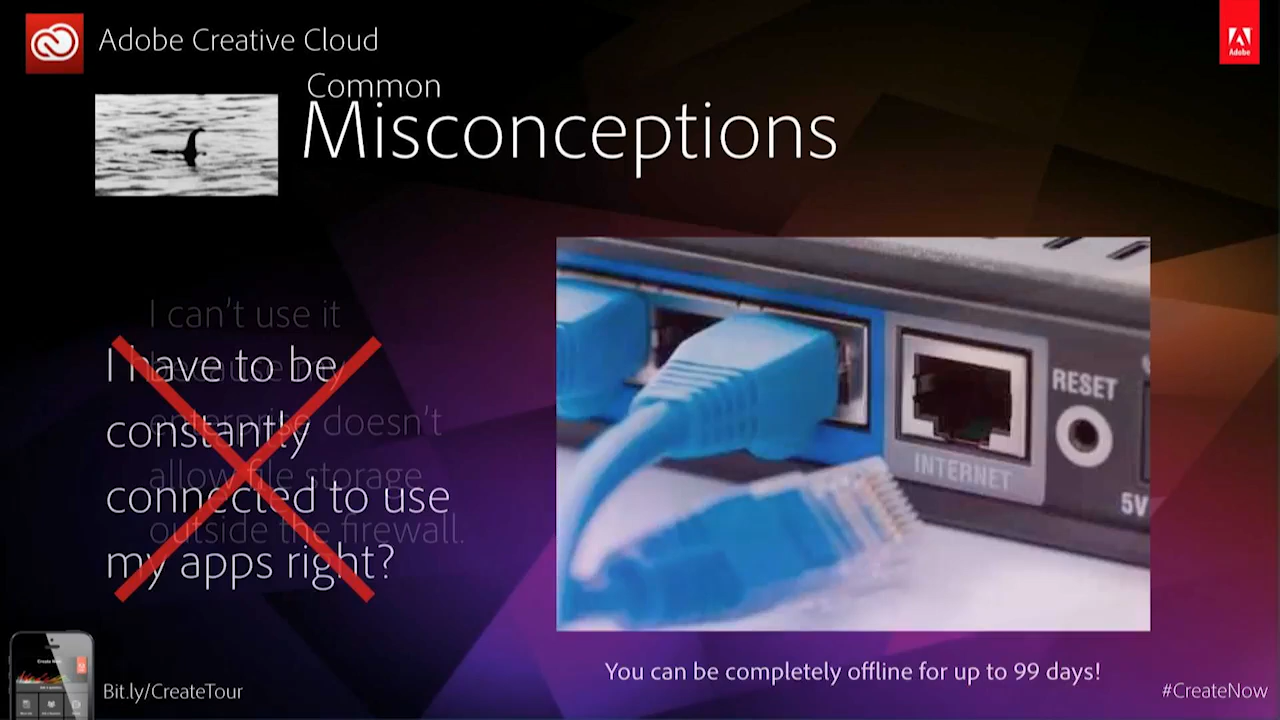 Adobe Creative Cloud
Adobe
Common
Misconceptions
I can't use it
enterprise doesn't
allow file storage
outside the firewall.
I have to be
constantly
connected to use
my apps right?
RESET
INTERNET
5V
You can be completely offline for up to 99 days!
Bit.ly/CreateTour
#CreateNow